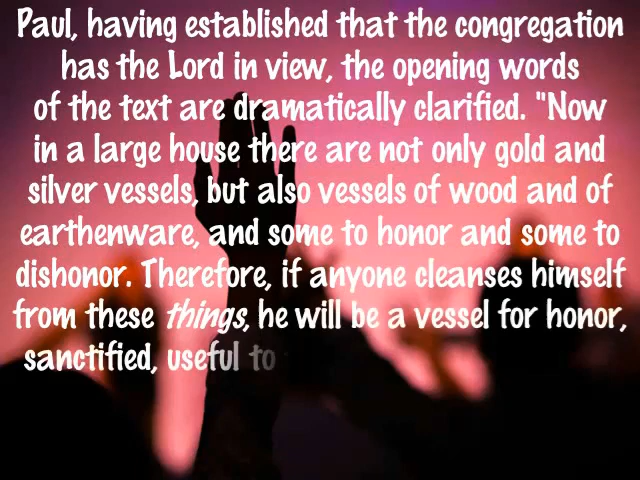 Paul, having established that the congregation
has the Lord in view, the opening words
of the text are dramatically clarified. "Now
in a large house there are not only gold and
silver vessels, but also vessels of wood and of
earthenware, and some to honor and some to
dishonor. Therefore, if anyone cleanses himself
from these things, he will be a vessel for honor,
sanctified, useful to